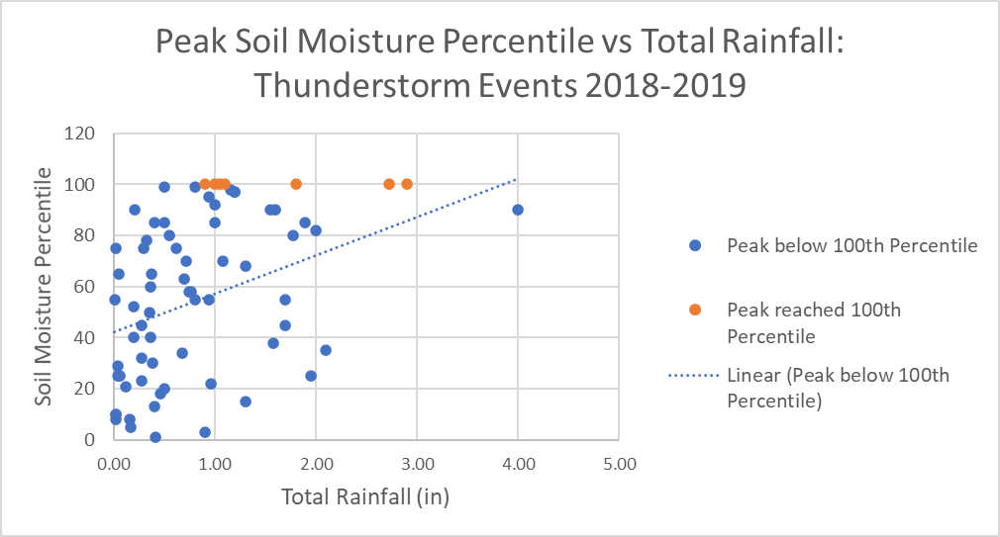 Peak Soil Moisture Percentile vs Total Rainfall:
Thunderstorm Events 2018-2019
120
100
80
60
40
20
0
Soil Moisture Percentile
0.00 1.00 2.00 3.00 4.00 5.00
Total Rainfall (in)
Peak below 100th Percentile
Peak reached 100th
Percentile
Linear (Peak below 100th
Percentile)